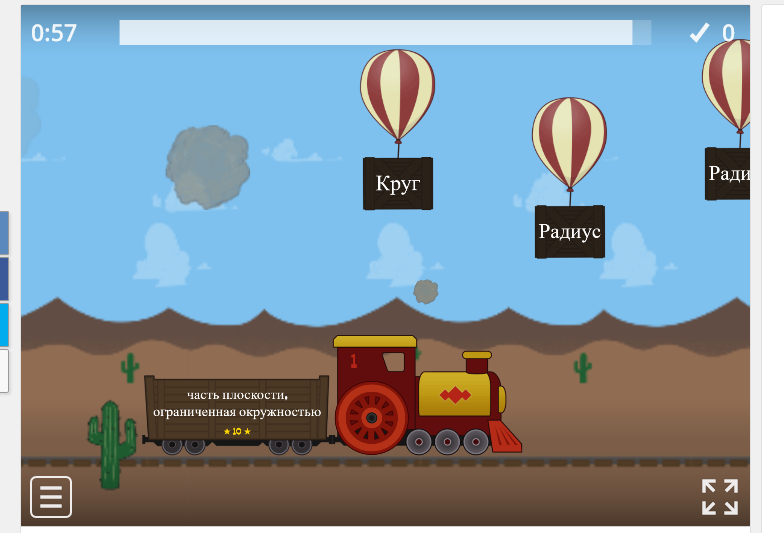 0:57
0
Круг
Ради
Радиус
1
часть плоскости,
ограниченная окружностью
★ 10 ★